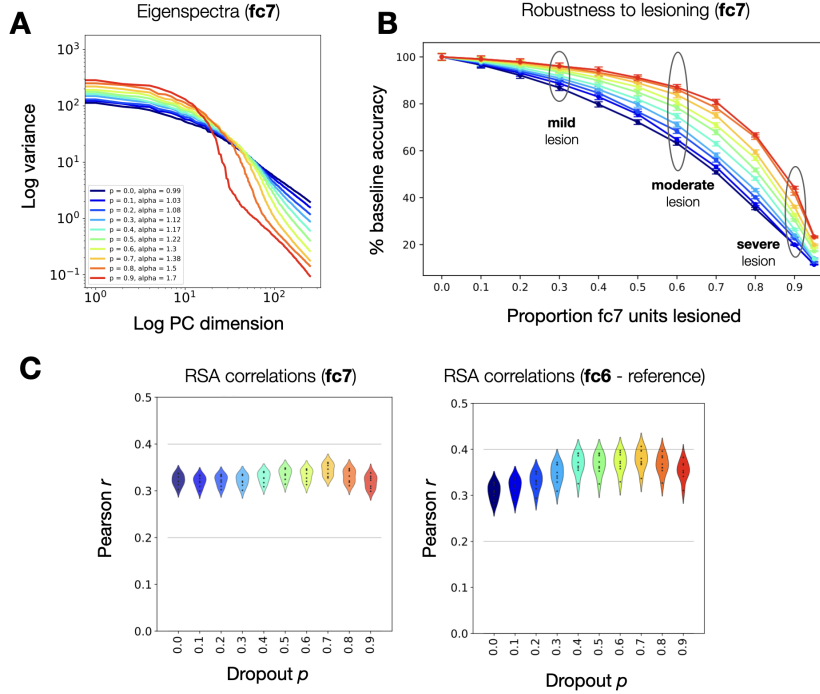 A
Eigenspectra (fc7)
Log variance
10³
10²
10¹
10⁰
10⁻¹
p = 0.0, alpha = 0.99
p = 0.1, alpha = 1.03
p = 0.2, alpha = 1.08
p = 0.3, alpha = 1.12
p = 0.4, alpha = 1.17
p = 0.5, alpha = 1.22
p = 0.6, alpha = 1.3
p = 0.7, alpha = 1.38
p = 0.8, alpha = 1.5
p = 0.9, alpha = 1.7
10⁰ 10¹ 10²
Log PC dimension
B
Robustness to lesioning (fc7)
% baseline accuracy
100
80
60
40
20
mild
lesion
moderate
lesion
severe
lesion
0.0 0.1 0.2 0.3 0.4 0.5 0.6 0.7 0.8 0.9
Proportion fc7 units lesioned
C
RSA correlations (fc7)
Pearson r
0.5
0.4
0.3
0.2
0.1
0.0
0.0 0.1 0.2 0.3 0.4 0.5 0.6 0.7 0.8 0.9
Dropout p
RSA correlations (fc6 - reference)
Pearson r
0.5
0.4
0.3
0.2
0.1
0.0
0.0 0.1 0.2 0.3 0.4 0.5 0.6 0.7 0.8 0.9
Dropout p